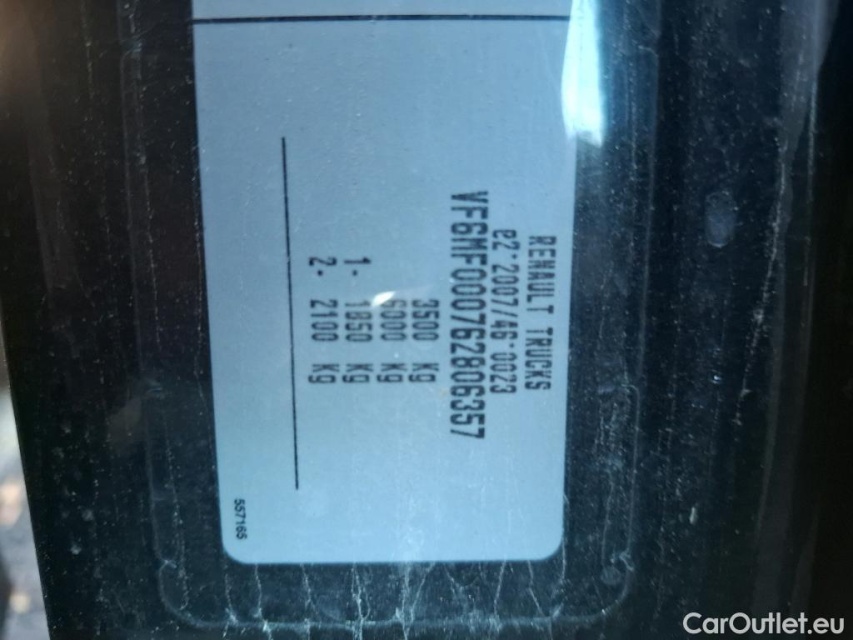 RENAULT TRUCKS
e2*2007/46*0023
VF6MF000762806357
3500 Kg
6000 Kg
1- 1850 Kg
2- 2100 Kg
557165
CarOutlet.eu